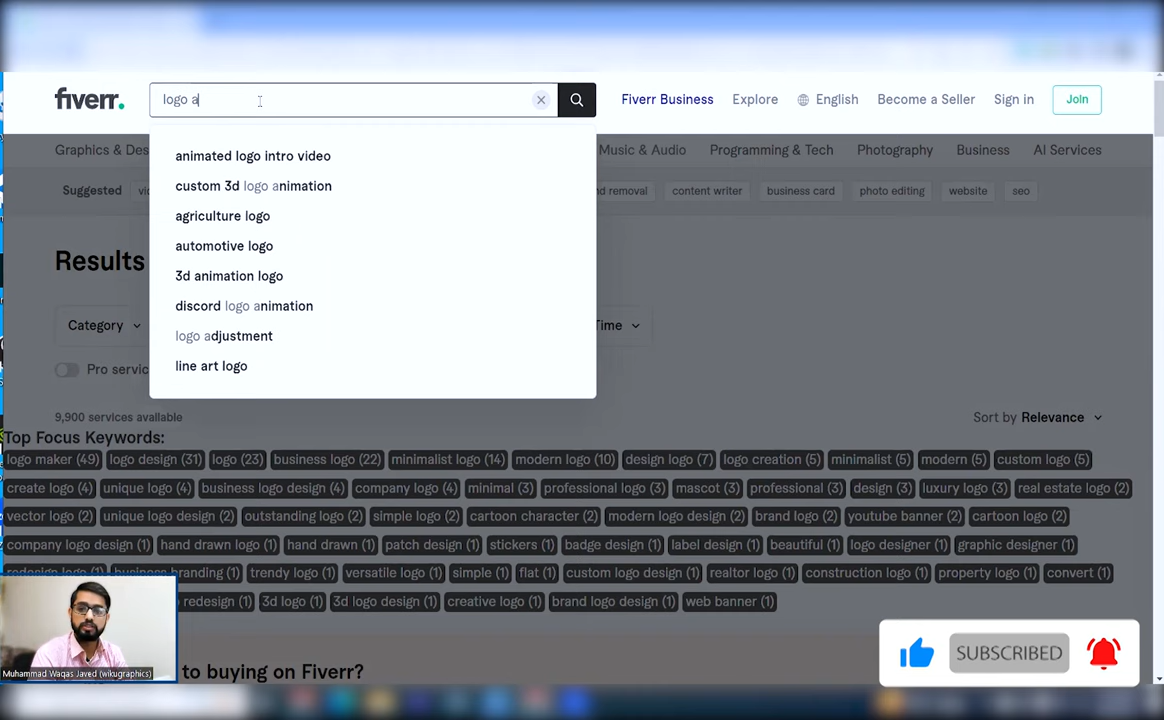 fiverr.
logo a
Fiverr Business
Explore
English
Become a Seller
Sign in
Join
animated logo intro video
custom 3d logo animation
agriculture logo
automotive logo
3d animation logo
discord logo animation
logo adjustment
line art logo
Graphics & Des
Music & Audio
Programming & Tech
Photography
Business
AI Services
Suggested
nd removal
content writer
business card
photo editing
website
seo
Results
Category
Time
Pro servic
9,900 services available
Sort by Relevance
Top Focus Keywords:
logo maker (49) logo design (31) logo (23) business logo (22) minimalist logo (14) modern logo (10) design logo (7) logo creation (5) minimalist (5) modern (5) custom logo (5)
create logo (4) unique logo (4) business logo design (4) company logo (4) minimal (3) professional logo (3) mascot (3) professional (3) design (3) luxury logo (3) real estate logo (2)
vector logo (2) unique logo design (2) outstanding logo (2) simple logo (2) cartoon character (2) modern logo design (2) brand logo (2) youtube banner (2) cartoon logo (2)
company logo design (1) hand drawn logo (1) hand drawn (1) patch design (1) stickers (1) badge design (1) label design (1) beautiful (1) logo designer (1) graphic designer (1)
redesign logo (1) business branding (1) trendy logo (1) versatile logo (1) simple (1) flat (1) custom logo design (1) realtor logo (1) construction logo (1) property logo (1) convert (1)
redesign (1) 3d logo (1) 3d logo design (1) creative logo (1) brand logo design (1) web banner (1)
to buying on Fiverr?
Muhammad Waqas Javed (wikugraphics)
SUBSCRIBED